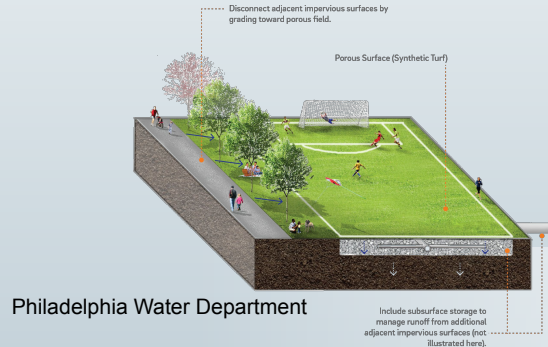 Disconnect adjacent impervious surfaces by
grading toward porous field.
Porous Surface (Synthetic Turf)
Philadelphia Water Department
Include subsurface storage to
manage runoff from additional
adjacent impervious surfaces (not
illustrated here).